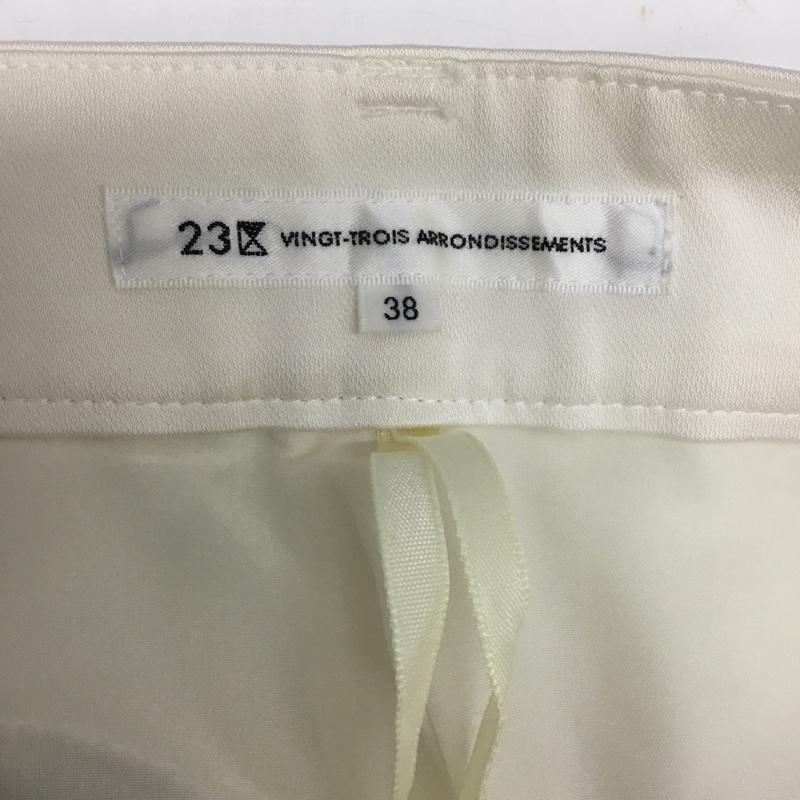 23区 VINGT-TROIS ARRONDISSEMENTS
38